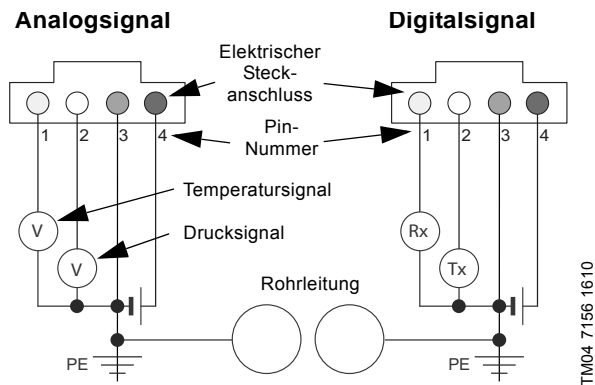 Analogsignal
Digitalsignal
Elektrischer
Steck-
anschluss
1 2 3 4
Pin-
Nummer
1 2 3 4
Temperatursignal
V
Rx
Drucksignal
V
Tx
Rohrleitung
PE
PE
TM04 7156 1610